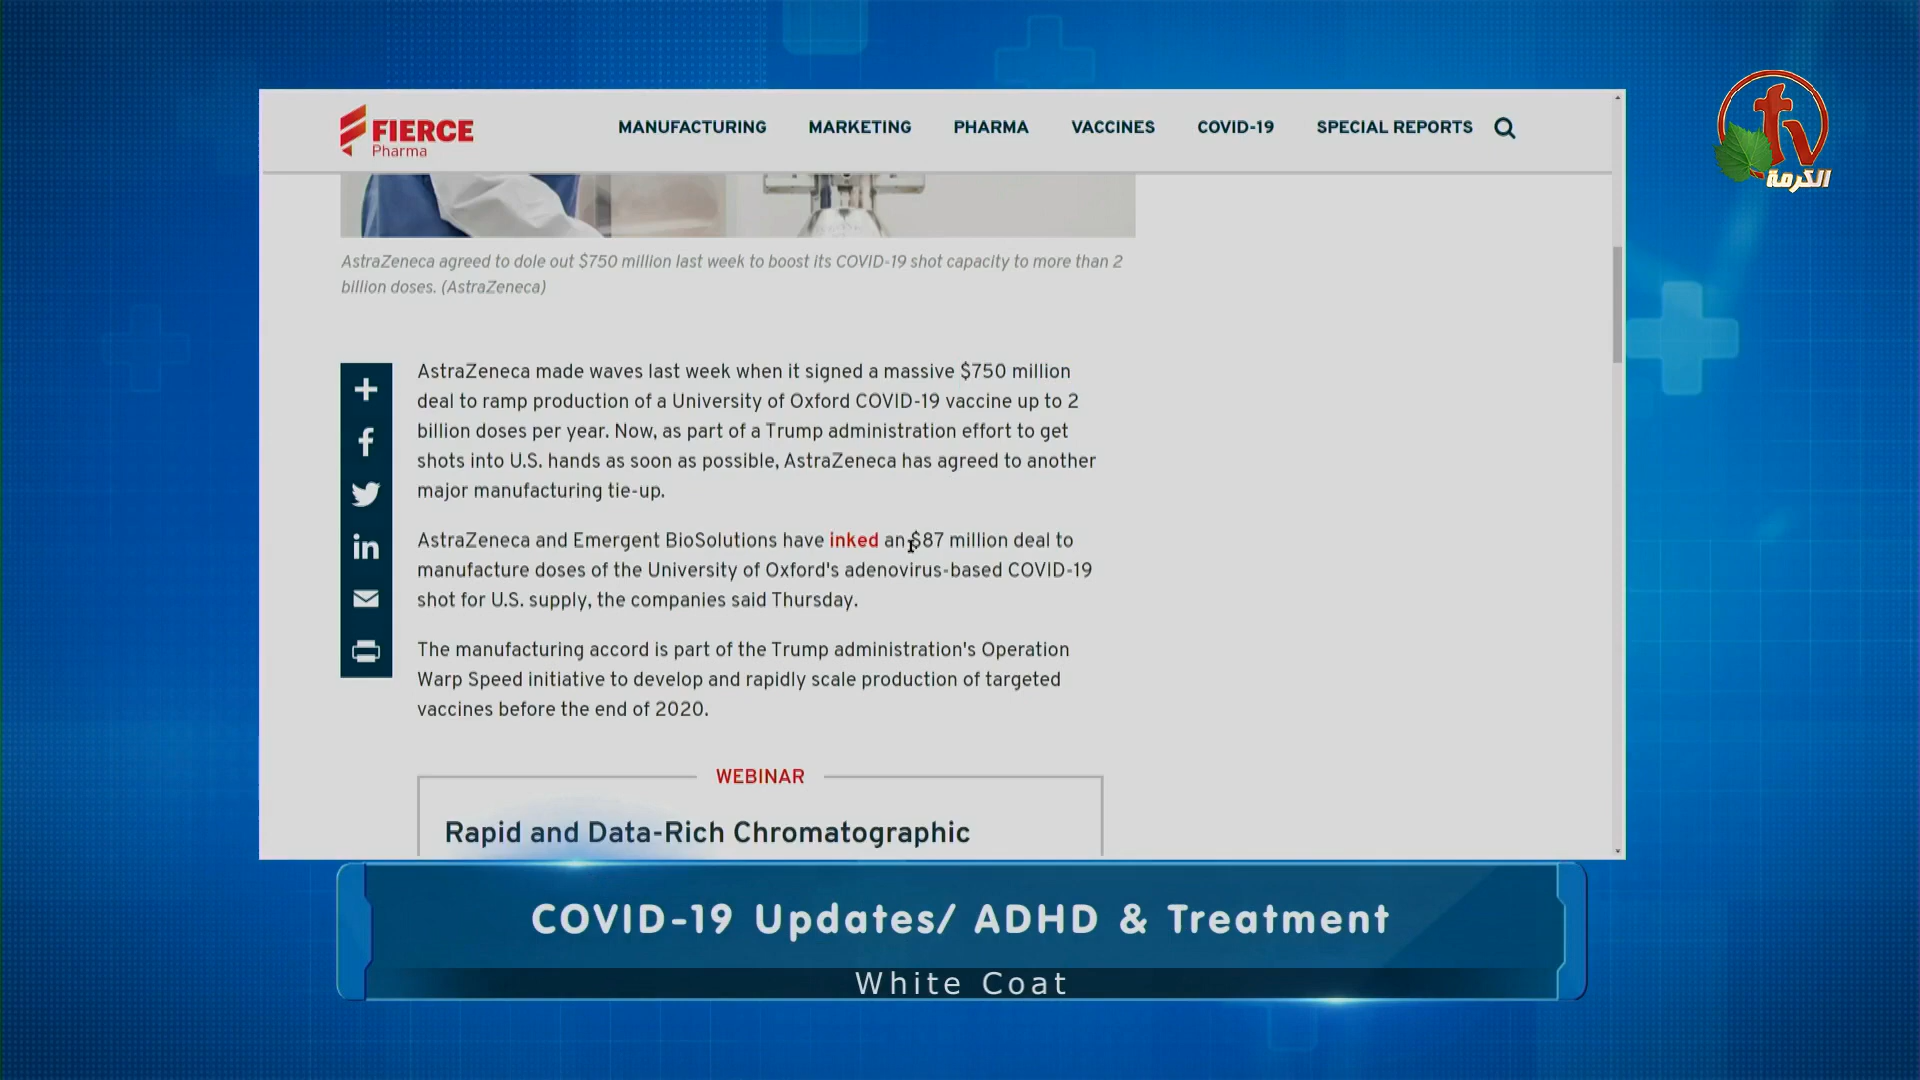 FIERCE
Pharma
MANUFACTURING MARKETING PHARMA VACCINES COVID-19 SPECIAL REPORTS
tv
الكرمة
AstraZeneca agreed to dole out $750 million last week to boost its COVID-19 shot capacity to more than 2
billion doses. (AstraZeneca)
AstraZeneca made waves last week when it signed a massive $750 million
deal to ramp production of a University of Oxford COVID-19 vaccine up to 2
billion doses per year. Now, as part of a Trump administration effort to get
shots into U.S. hands as soon as possible, AstraZeneca has agreed to another
major manufacturing tie-up.
AstraZeneca and Emergent BioSolutions have inked an $87 million deal to
manufacture doses of the University of Oxford's adenovirus-based COVID-19
shot for U.S. supply, the companies said Thursday.
The manufacturing accord is part of the Trump administration's Operation
Warp Speed initiative to develop and rapidly scale production of targeted
vaccines before the end of 2020.
WEBINAR
Rapid and Data-Rich Chromatographic
COVID-19 Updates/ ADHD & Treatment
White Coat